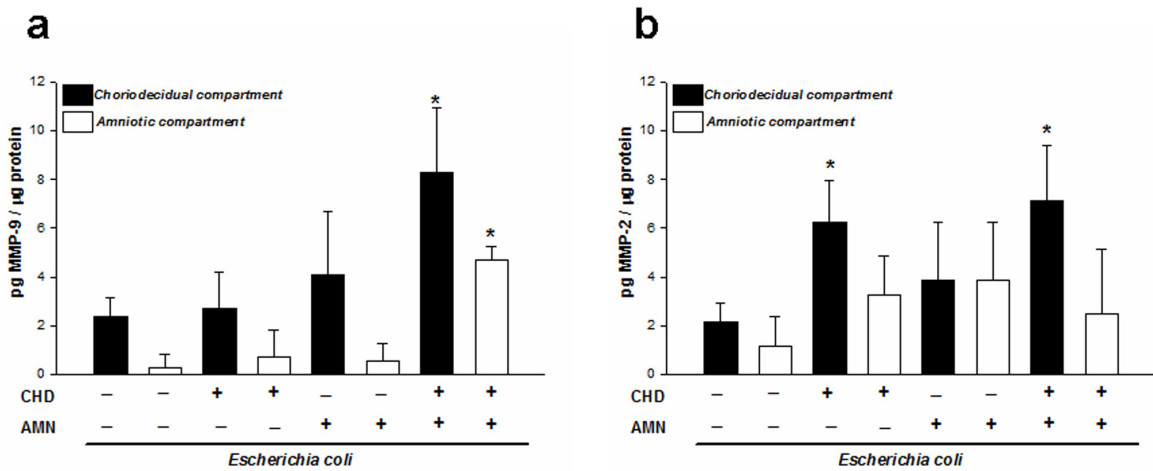 a
12
10
8
6
4
2
0
pg MMP-9 / µg protein
Choriodecidual compartment
Amniotic compartment
*
*
CHD – – + + – – + +
AMN – – – – + + + +
Escherichia coli
b
12
10
8
6
4
2
0
pg MMP-2 / µg protein
Choriodecidual compartment
Amniotic compartment
*
*
CHD – – + + – – + +
AMN – – – – + + + +
Escherichia coli